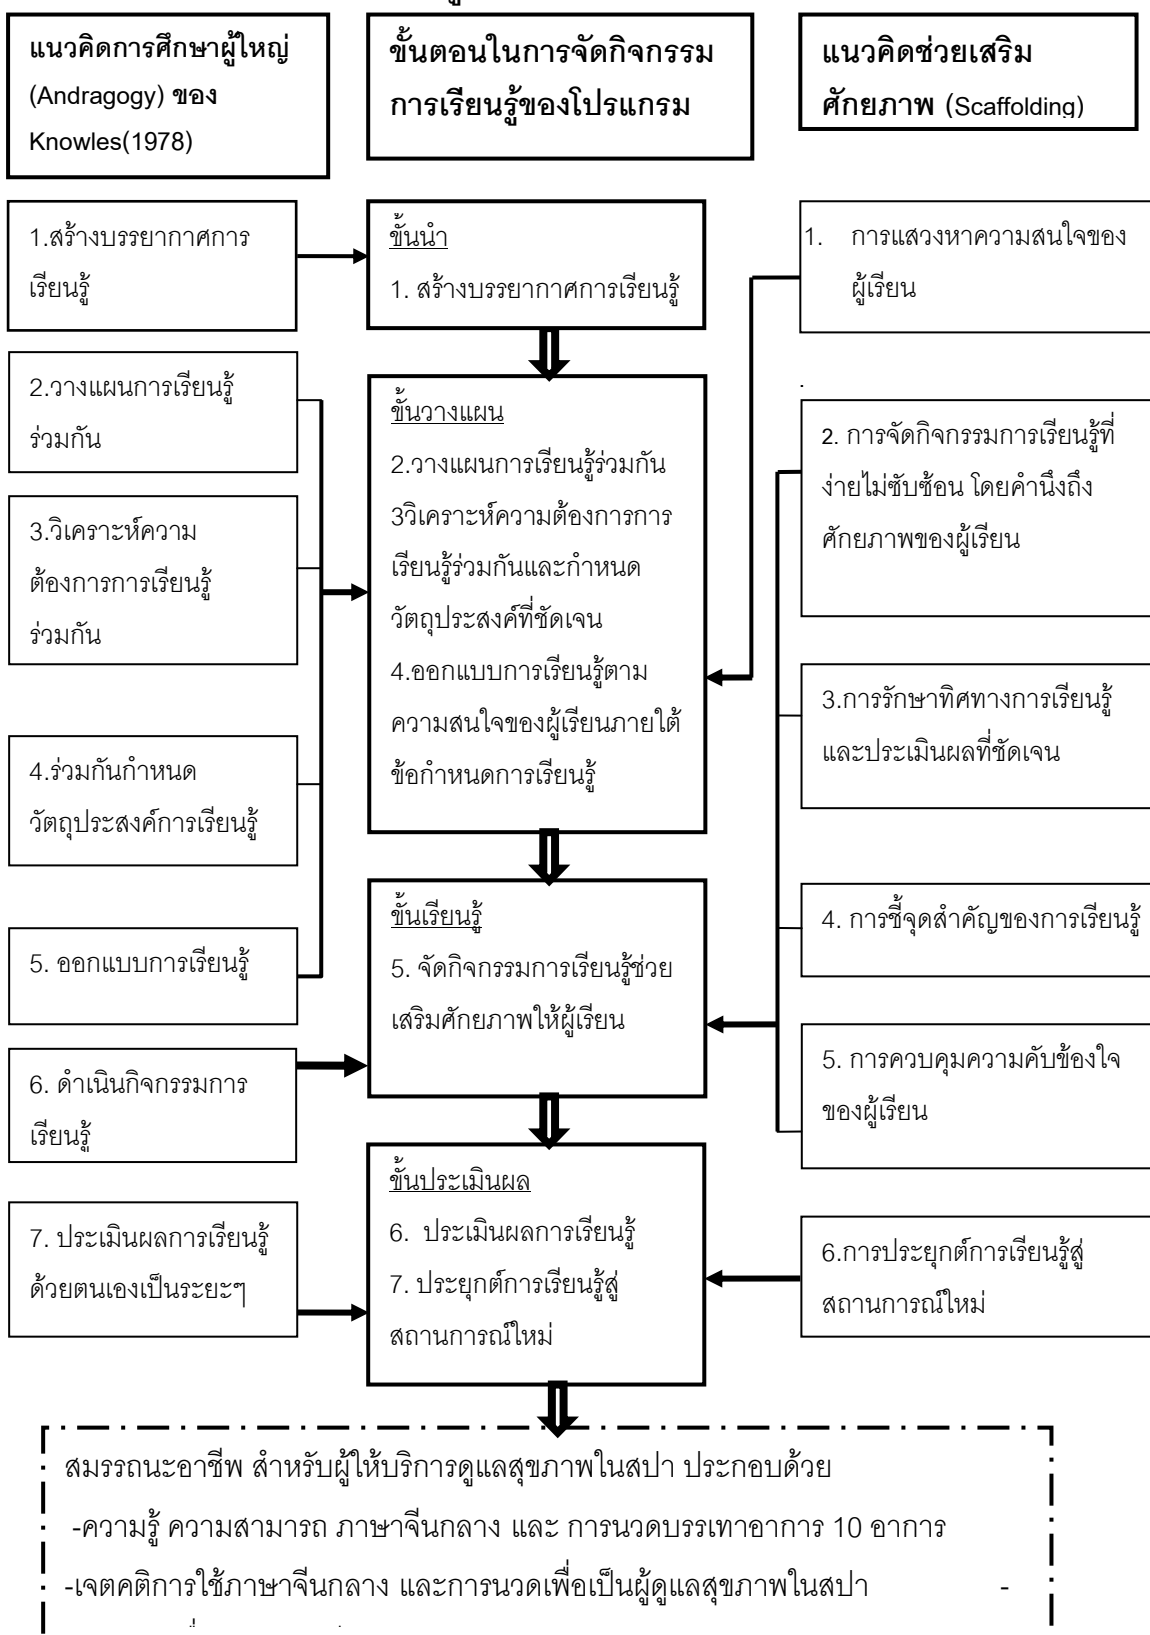 แนวคิดการศึกษาผู้ใหญ่
(Andragogy) ของ
Knowles(1978)
ขั้นตอนในการจัดกิจกรรม
การเรียนรู้ของโปรแกรม
แนวคิดช่วยเสริม
ศักยภาพ (Scaffolding)
1.สร้างบรรยากาศการ
เรียนรู้
2.วางแผนการเรียนรู้
ร่วมกัน
3.วิเคราะห์ความ
ต้องการการเรียนรู้
ร่วมกัน
4.ร่วมกันกำหนด
วัตถุประสงค์การเรียนรู้
5. ออกแบบการเรียนรู้
6. ดำเนินกิจกรรมการ
เรียนรู้
7. ประเมินผลการเรียนรู้
ด้วยตนเองเป็นระยะๆ
ขั้นนำ
1. สร้างบรรยากาศการเรียนรู้
ขั้นวางแผน
2.วางแผนการเรียนรู้ร่วมกัน
3วิเคราะห์ความต้องการการ
เรียนรู้ร่วมกันและกำหนด
วัตถุประสงค์ที่ชัดเจน
4.ออกแบบการเรียนรู้ตาม
ความสนใจของผู้เรียนภายใต้
ข้อกำหนดการเรียนรู้
ขั้นเรียนรู้
5. จัดกิจกรรมการเรียนรู้ช่วย
เสริมศักยภาพให้ผู้เรียน
ขั้นประเมินผล
6. ประเมินผลการเรียนรู้
7. ประยุกต์การเรียนรู้สู่
สถานการณ์ใหม่
1. การแสวงหาความสนใจของ
ผู้เรียน
.
2. การจัดกิจกรรมการเรียนรู้ที่
ง่ายไม่ซับซ้อน โดยคำนึงถึง
ศักยภาพของผู้เรียน
3.การรักษาทิศทางการเรียนรู้
และประเมินผลที่ชัดเจน
4. การชี้จุดสำคัญของการเรียนรู้
5. การควบคุมความคับข้องใจ
ของผู้เรียน
6.การประยุกต์การเรียนรู้สู่
สถานการณ์ใหม่
สมรรถนะอาชีพ สำหรับผู้ให้บริการดูแลสุขภาพในสปา ประกอบด้วย
-ความรู้ ความสามารถ ภาษาจีนกลาง และ การนวดบรรเทาอาการ 10 อาการ
-เจตคติการใช้ภาษาจีนกลาง และการนวดเพื่อเป็นผู้ดูแลสุขภาพในสปา -